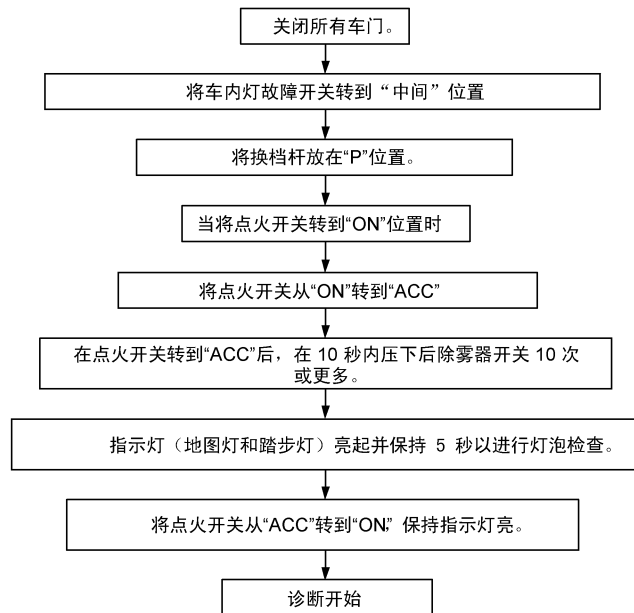 关闭所有车门。
将车内灯故障开关转到“中间”位置
将换档杆放在“P”位置。
当将点火开关转到“ON”位置时
将点火开关从“ON”转到“ACC”
在点火开关转到“ACC”后，在 10 秒内压下后除雾器开关 10 次
或更多。
指示灯（地图灯和踏步灯）亮起并保持 5 秒以进行灯泡检查。
将点火开关从“ACC”转到“ON,”保持指示灯亮。
诊断开始